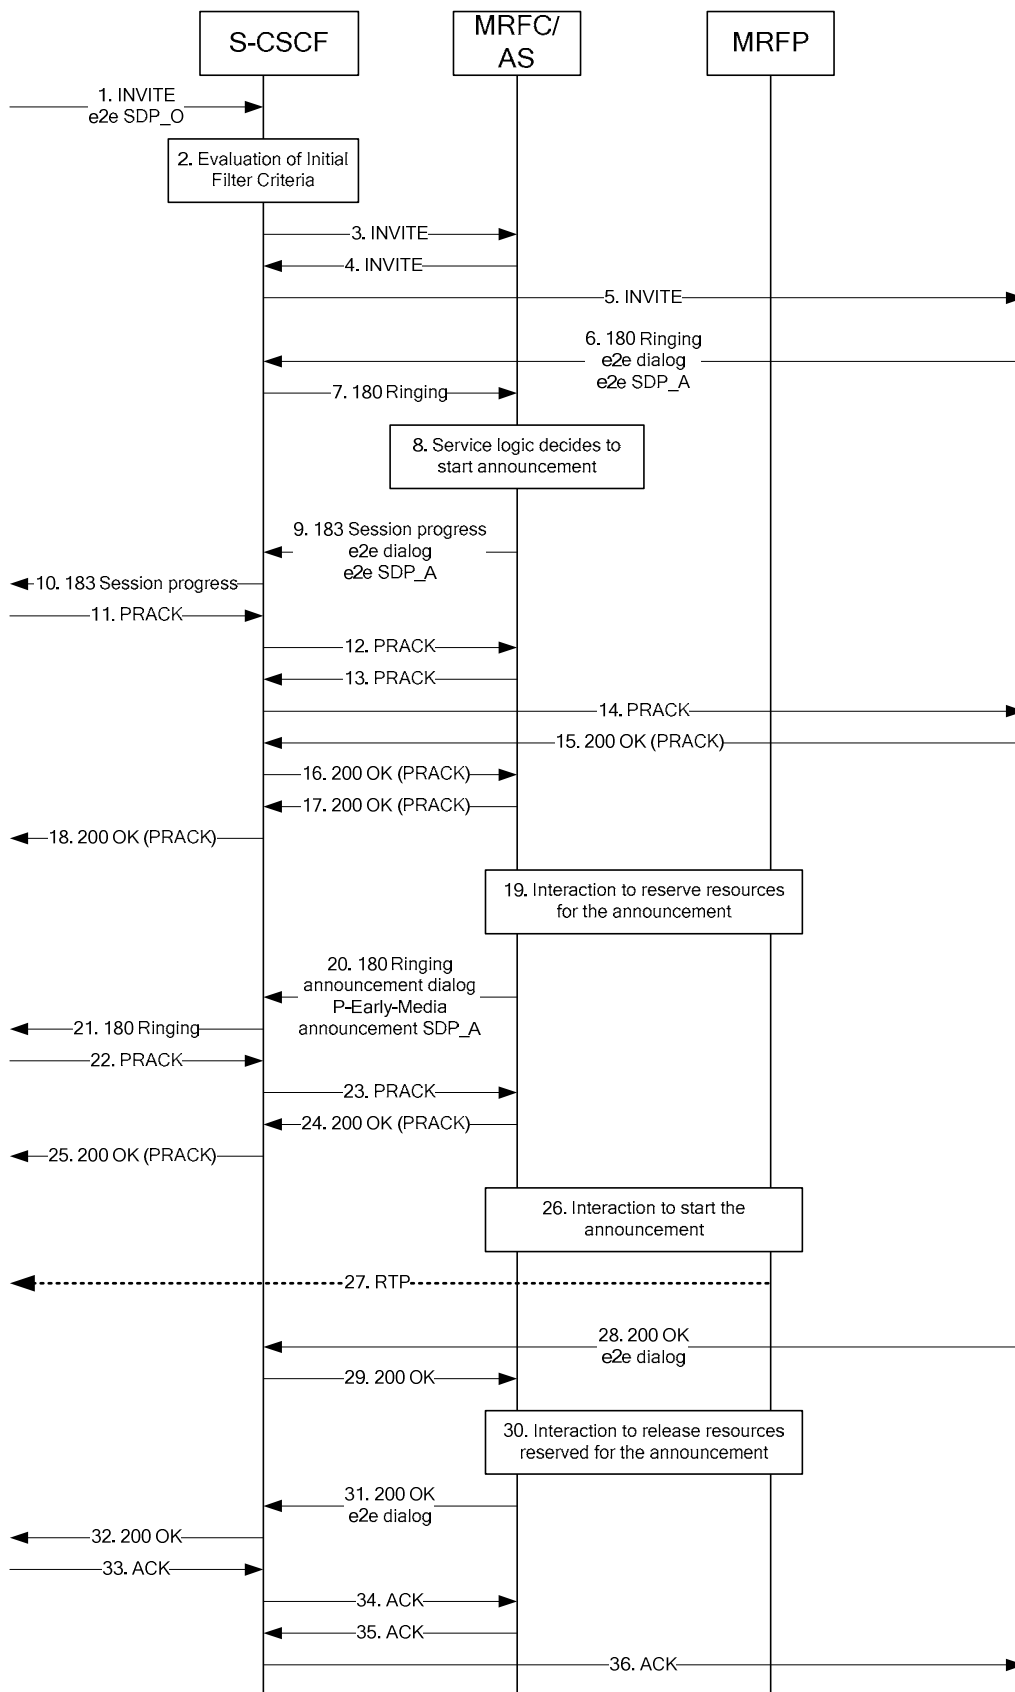 S-CSCF
MRFC/
AS
MRFP
1. INVITE
e2e SDP_O
2. Evaluation of Initial
Filter Criteria
3. INVITE
4. INVITE
5. INVITE
6. 180 Ringing
e2e dialog
e2e SDP_A
7. 180 Ringing
8. Service logic decides to
start announcement
9. 183 Session progress
e2e dialog
e2e SDP_A
10. 183 Session progress
11. PRACK
12. PRACK
13. PRACK
14. PRACK
15. 200 OK (PRACK)
16. 200 OK (PRACK)
17. 200 OK (PRACK)
18. 200 OK (PRACK)
19. Interaction to reserve resources
for the announcement
20. 180 Ringing
announcement dialog
P-Early-Media
announcement SDP_A
21. 180 Ringing
22. PRACK
23. PRACK
24. 200 OK (PRACK)
25. 200 OK (PRACK)
26. Interaction to start the
announcement
27. RTP
28. 200 OK
e2e dialog
29. 200 OK
30. Interaction to release resources
reserved for the announcement
31. 200 OK
e2e dialog
32. 200 OK
33. ACK
34. ACK
35. ACK
36. ACK